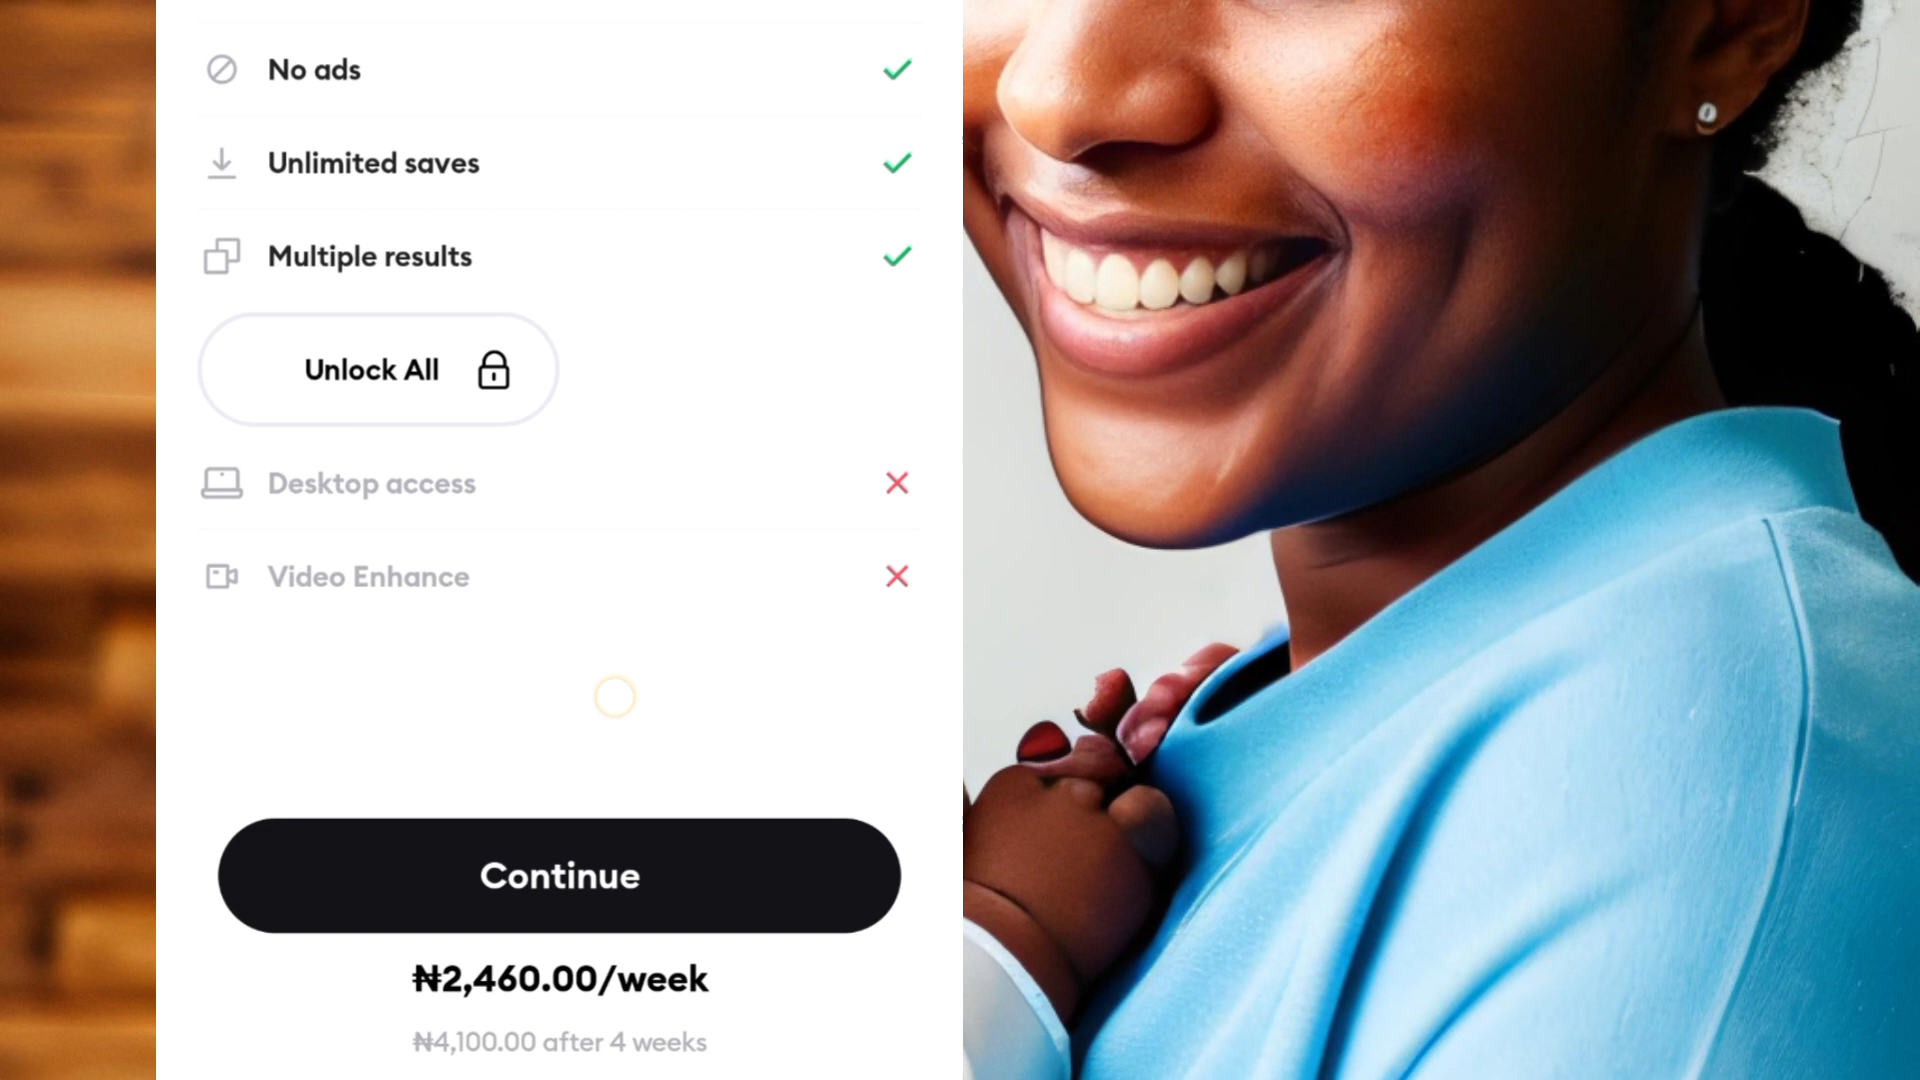 No ads
Unlimited saves
Multiple results
Unlock All
Desktop access
Video Enhance
Continue
₦2,460.00/week
₦4,100.00 after 4 weeks